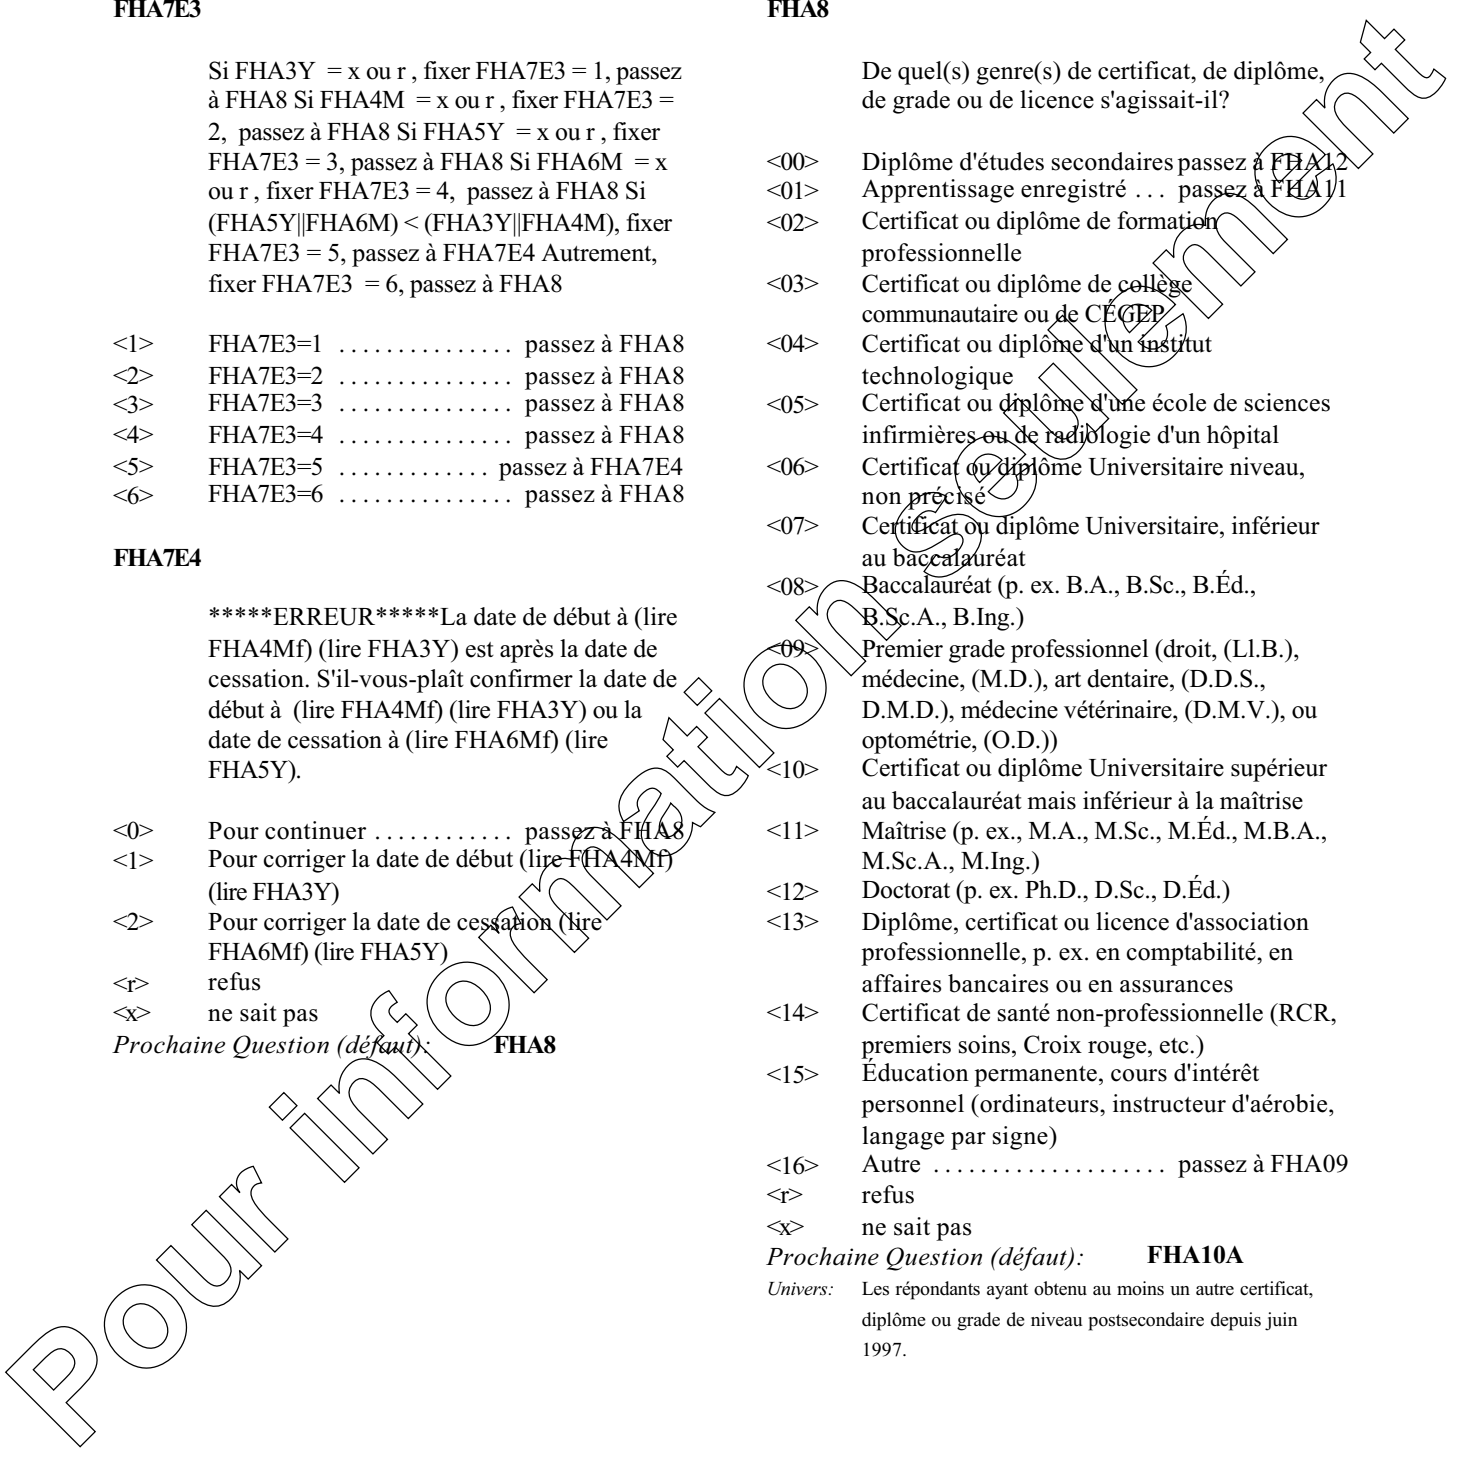 FHA7E3
Si FHA3Y = x ou r , fixer FHA7E3 = 1, passez
à FHA8 Si FHA4M = x ou r , fixer FHA7E3 =
2, passez à FHA8 Si FHA5Y = x ou r , fixer
FHA7E3 = 3, passez à FHA8 Si FHA6M = x
ou r , fixer FHA7E3 = 4, passez à FHA8 Si
(FHA5Y||FHA6M) < (FHA3Y||FHA4M), fixer
FHA7E3 = 5, passez à FHA7E4 Autrement,
fixer FHA7E3 = 6, passez à FHA8
<1> FHA7E3=1 . . . . . . . . . . . . . . . passez à FHA8
<2> FHA7E3=2 . . . . . . . . . . . . . . . passez à FHA8
<3> FHA7E3=3 . . . . . . . . . . . . . . . passez à FHA8
<4> FHA7E3=4 . . . . . . . . . . . . . . . passez à FHA8
<5> FHA7E3=5 . . . . . . . . . . . . . passez à FHA7E4
<6> FHA7E3=6 . . . . . . . . . . . . . . . passez à FHA8
FHA7E4
*****ERREUR*****La date de début à (lire
FHA4Mf) (lire FHA3Y) est après la date de
cessation. S'il-vous-plaît confirmer la date de
début à (lire FHA4Mf) (lire FHA3Y) ou la
date de cessation à (lire FHA6Mf) (lire
FHA5Y).
<0> Pour continuer . . . . . . . . . . . . passez à FHA8
<1> Pour corriger la date de début (lire FHA4Mf)
(lire FHA3Y)
<2> Pour corriger la date de cessation (lire
FHA6Mf) (lire FHA5Y)
<r> refus
<x> ne sait pas
Prochaine Question (défaut): FHA8
FHA8
De quel(s) genre(s) de certificat, de diplôme,
de grade ou de licence s'agissait-il?
<00> Diplôme d'études secondaires passez à FHA12
<01> Apprentissage enregistré . . . passez à FHA11
<02> Certificat ou diplôme de formation
professionnelle
<03> Certificat ou diplôme de collège
communautaire ou de CÉGEP
<04> Certificat ou diplôme d'un institut
technologique
<05> Certificat ou diplôme d'une école de sciences
infirmières ou de radiologie d'un hôpital
<06> Certificat ou diplôme Universitaire niveau,
non précisé
<07> Certificat ou diplôme Universitaire, inférieur
au baccalauréat
<08> Baccalauréat (p. ex. B.A., B.Sc., B.Éd.,
B.Sc.A., B.Ing.)
<09> Premier grade professionnel (droit, (Ll.B.),
médecine, (M.D.), art dentaire, (D.D.S.,
D.M.D.), médecine vétérinaire, (D.M.V.), ou
optométrie, (O.D.))
<10> Certificat ou diplôme Universitaire supérieur
au baccalauréat mais inférieur à la maîtrise
<11> Maîtrise (p. ex., M.A., M.Sc., M.Éd., M.B.A.,
M.Sc.A., M.Ing.)
<12> Doctorat (p. ex. Ph.D., D.Sc., D.Éd.)
<13> Diplôme, certificat ou licence d'association
professionnelle, p. ex. en comptabilité, en
affaires bancaires ou en assurances
<14> Certificat de santé non-professionnelle (RCR,
premiers soins, Croix rouge, etc.)
<15> Éducation permanente, cours d'intérêt
personnel (ordinateurs, instructeur d'aérobie,
langage par signe)
<16> Autre . . . . . . . . . . . . . . . . . . . . passez à FHA09
<r> refus
<x> ne sait pas
Prochaine Question (défaut): FHA10A
Univers: Les répondants ayant obtenu au moins un autre certificat,
diplôme ou grade de niveau postsecondaire depuis juin
1997.
Pour information seulement